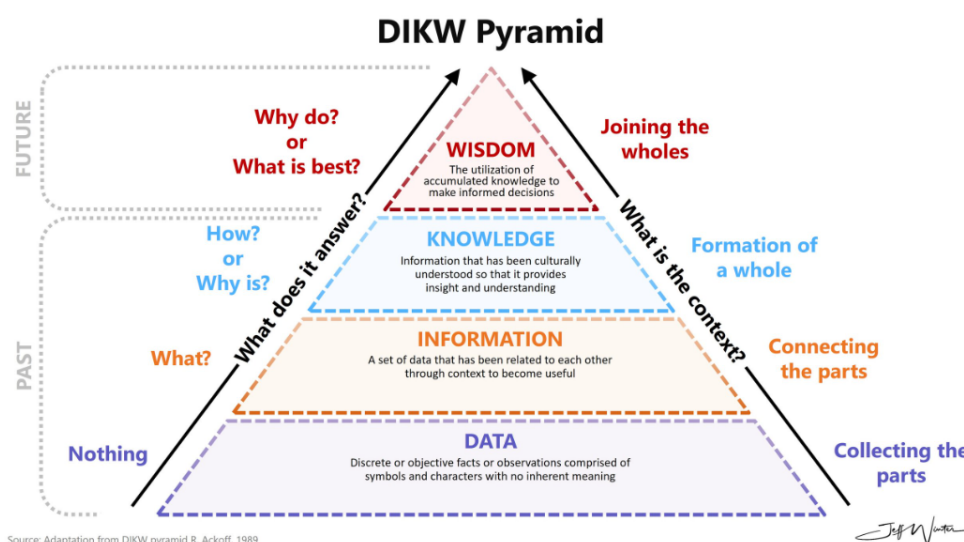 DIKW Pyramid
FUTURE
Why do?
or
What is best?
WISDOM
The utilization of
accumulated knowledge to
make informed decisions
Joining the
wholes
What does it answer?
What is the context?
PAST
How?
or
Why is?
KNOWLEDGE
Information that has been culturally
understood so that it provides
insight and understanding
Formation of
a whole
What?
INFORMATION
A set of data that has been related to each other
through context to become useful
Connecting
the parts
Nothing
DATA
Discrete or objective facts or observations comprised of
symbols and characters with no inherent meaning
Collecting the
parts
Source: Adaptation from DIKW pyramid R. Ackoff, 1989
Jeff Winter